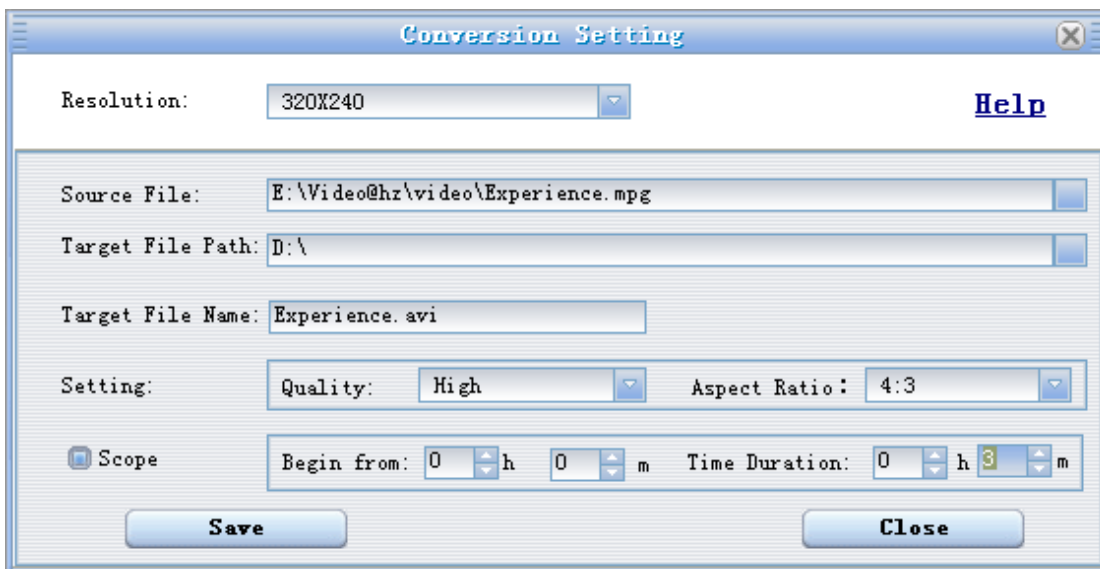 Conversion Setting
Resolution: 320X240 Help
Source File: E:\Video@hz\video\Experience.mpg
Target File Path: D:\
Target File Name: Experience.avi
Setting: Quality: High Aspect Ratio: 4:3
Scope Begin from: 0 h 0 m Time Duration: 0 h 3 m
Save Close